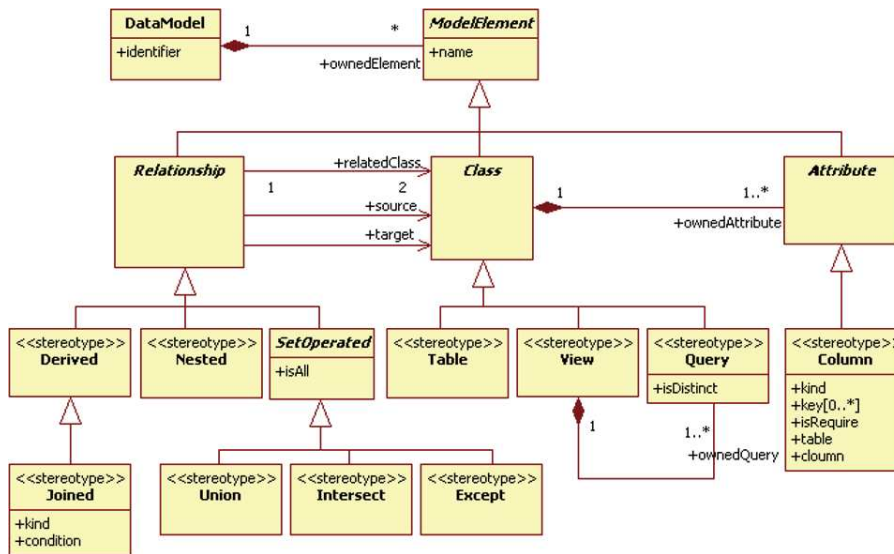 DataModel
+identifier
1
*
+ownedElement
ModelElement
+name
Relationship
+relatedClass
1
2
+source
+target
Class
1
1..*
+ownedAttribute
Attribute
<<stereotype>>
Derived
<<stereotype>>
Nested
<<stereotype>>
SetOperated
+isAll
<<stereotype>>
Table
<<stereotype>>
View
<<stereotype>>
Query
+isDistinct
<<stereotype>>
Column
+kind
+key[0..*]
+isRequire
+table
+cloumn
1
1..*
+ownedQuery
<<stereotype>>
Joined
+kind
+condition
<<stereotype>>
Union
<<stereotype>>
Intersect
<<stereotype>>
Except